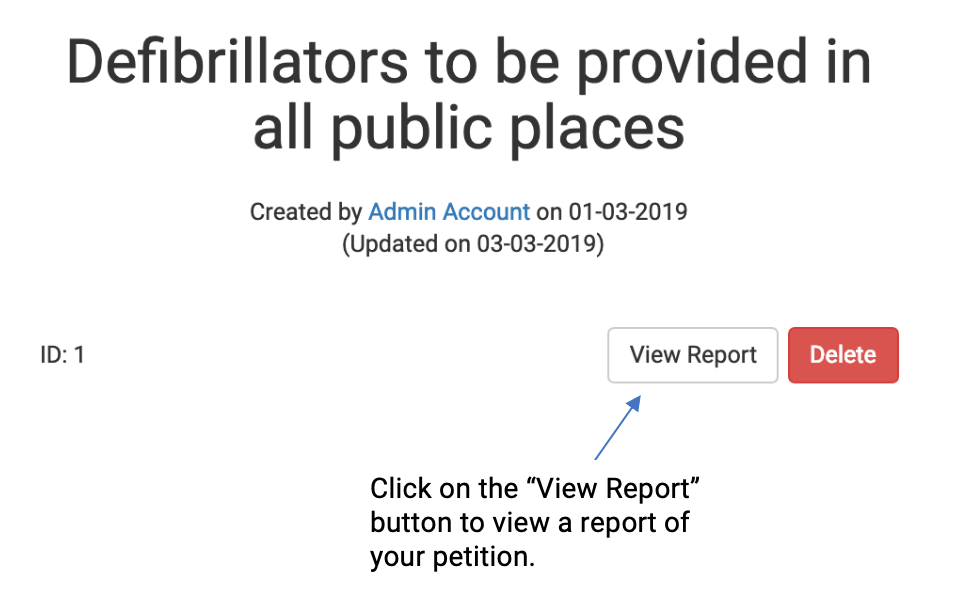 Defibrillators to be provided in
all public places
Created by Admin Account on 01-03-2019
(Updated on 03-03-2019)
ID: 1
View Report
Delete
Click on the “View Report”
button to view a report of
your petition.